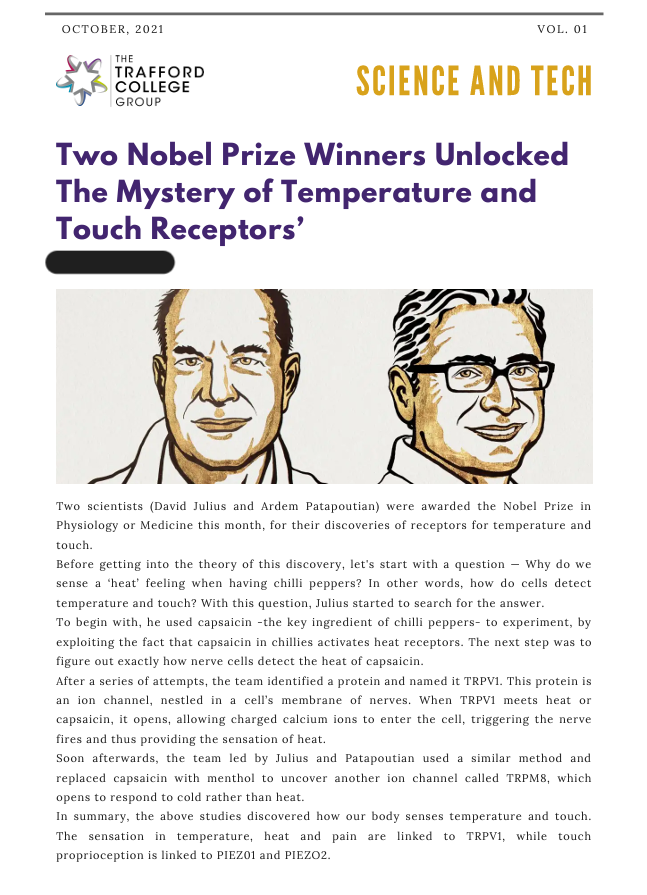 OCTOBER, 2021
VOL. 01
THE
TRAFFORD
COLLEGE
GROUP
SCIENCE AND TECH
Two Nobel Prize Winners Unlocked
The Mystery of Temperature and
Touch Receptors’
Two scientists (David Julius and Ardem Patapoutian) were awarded the Nobel Prize in
Physiology or Medicine this month, for their discoveries of receptors for temperature and
touch.
Before getting into the theory of this discovery, let's start with a question — Why do we
sense a ‘heat’ feeling when having chilli peppers? In other words, how do cells detect
temperature and touch? With this question, Julius started to search for the answer.
To begin with, he used capsaicin -the key ingredient of chilli peppers- to experiment, by
exploiting the fact that capsaicin in chillies activates heat receptors. The next step was to
figure out exactly how nerve cells detect the heat of capsaicin.
After a series of attempts, the team identified a protein and named it TRPV1. This protein is
an ion channel, nestled in a cell’s membrane of nerves. When TRPV1 meets heat or
capsaicin, it opens, allowing charged calcium ions to enter the cell, triggering the nerve
fires and thus providing the sensation of heat.
Soon afterwards, the team led by Julius and Patapoutian used a similar method and
replaced capsaicin with menthol to uncover another ion channel called TRPM8, which
opens to respond to cold rather than heat.
In summary, the above studies discovered how our body senses temperature and touch.
The sensation in temperature, heat and pain are linked to TRPV1, while touch
proprioception is linked to PIEZ01 and PIEZO2.